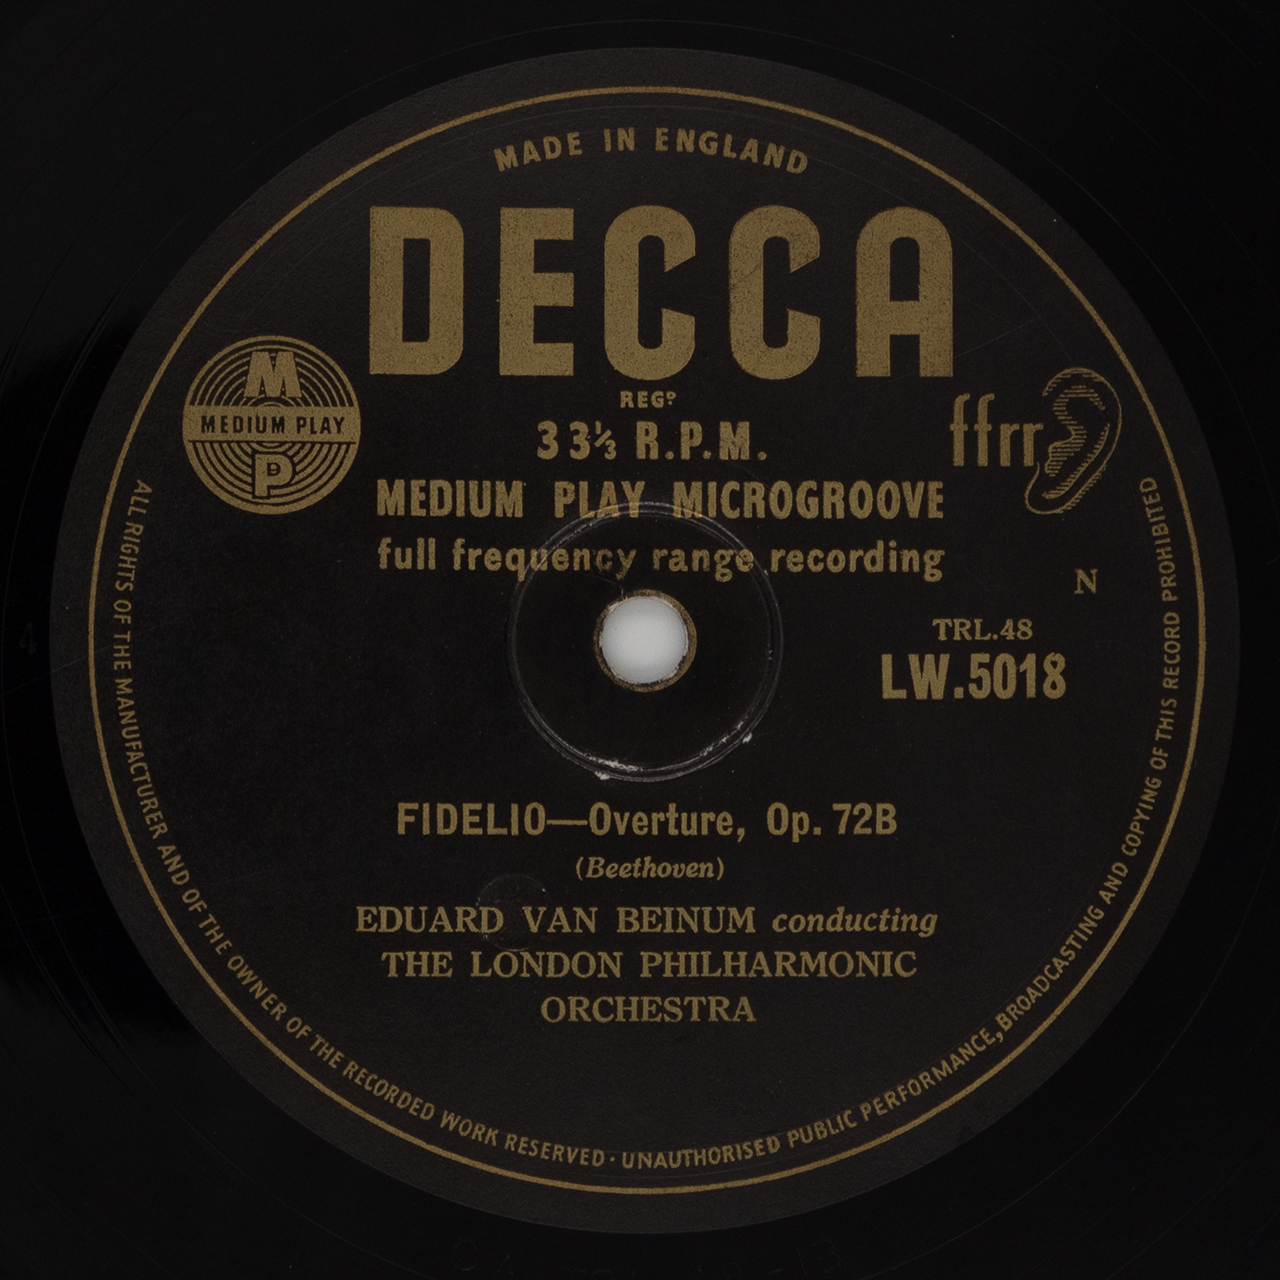 MADE IN ENGLAND
DECCA
REGD
M
MEDIUM PLAY
P
ffrr
33⅓ R.P.M.
MEDIUM PLAY MICROGROOVE
full frequency range recording
N
TRL.48
LW.5018
FIDELIO—Overture, Op. 72B
(Beethoven)
EDUARD VAN BEINUM conducting
THE LONDON PHILHARMONIC
ORCHESTRA
ALL RIGHTS OF THE MANUFACTURER AND OF THE OWNER OF THE RECORDED WORK RESERVED · UNAUTHORISED PUBLIC PERFORMANCE, BROADCASTING AND COPYING OF THIS RECORD PROHIBITED